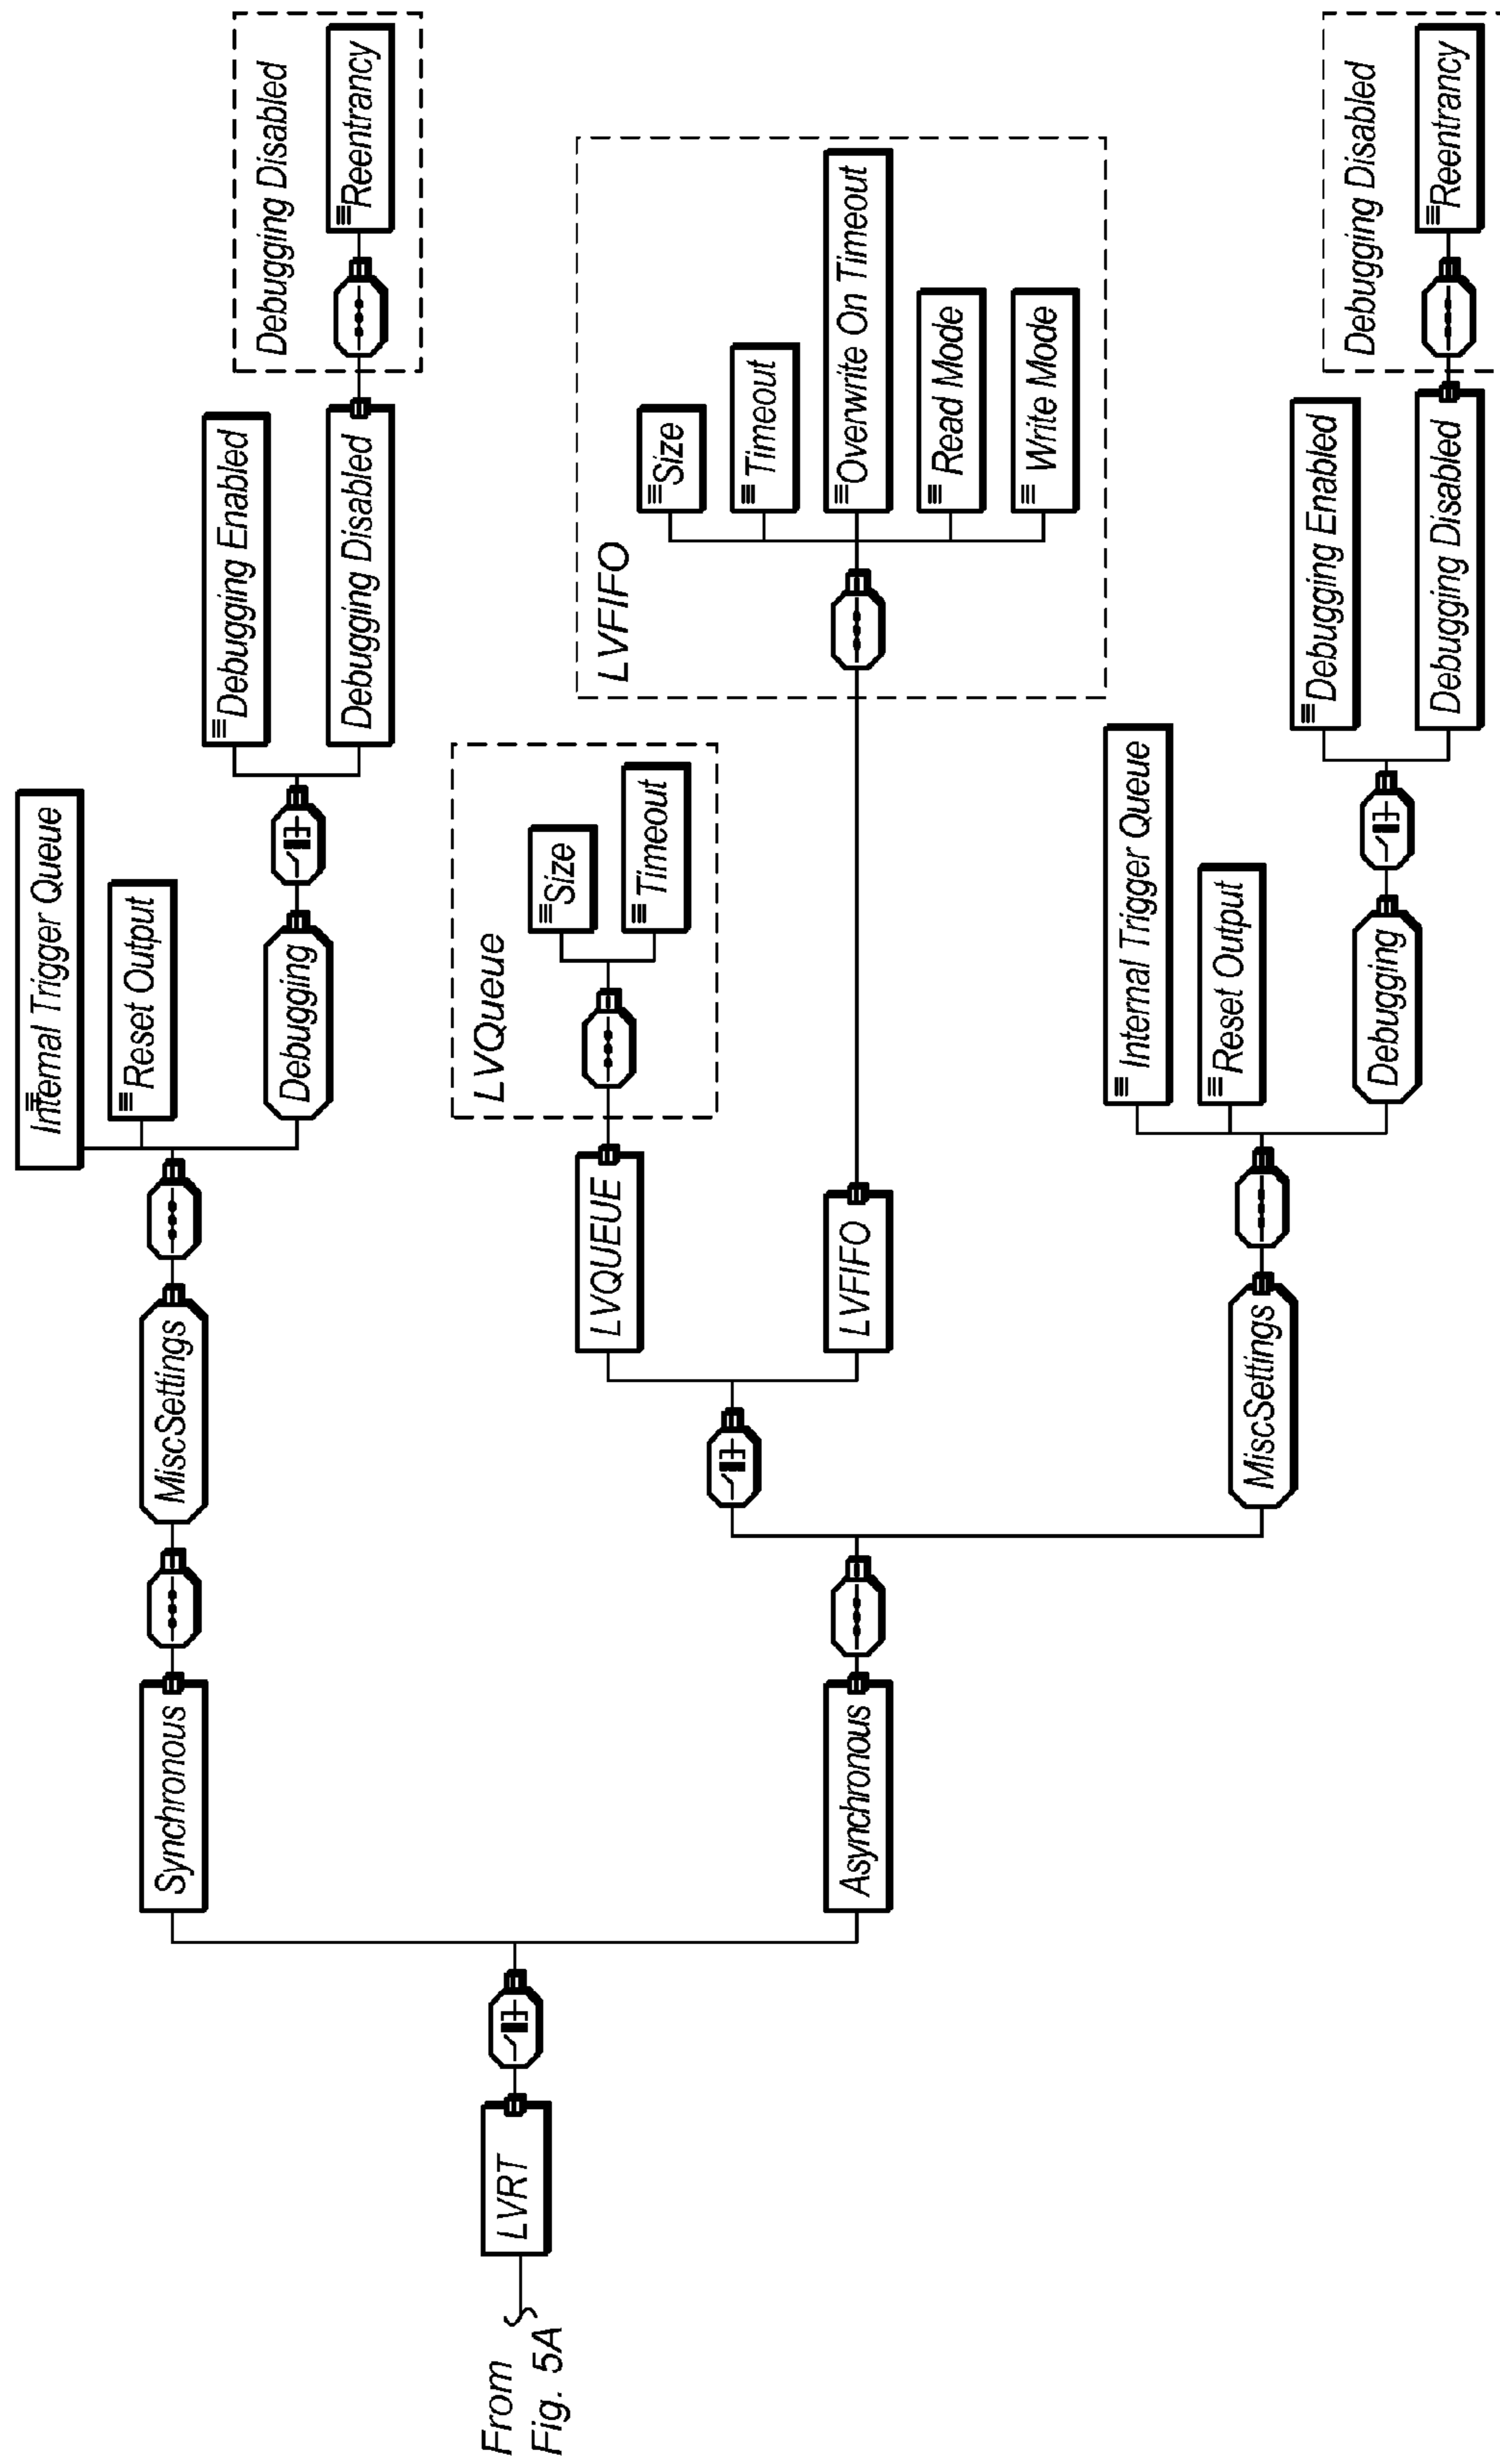 From
Fig. 5A
LVRT
Synchronous
MiscSettings
Internal Trigger Queue
Reset Output
Debugging
Debugging Enabled
Debugging Disabled
Debugging Disabled
Reentrancy
Asynchronous
LVQUEUE
LVQueue
Size
Timeout
LVFIFO
LVFIFO
Size
Timeout
Overwrite On Timeout
Read Mode
Write Mode
MiscSettings
Internal Trigger Queue
Reset Output
Debugging
Debugging Enabled
Debugging Disabled
Debugging Disabled
Reentrancy